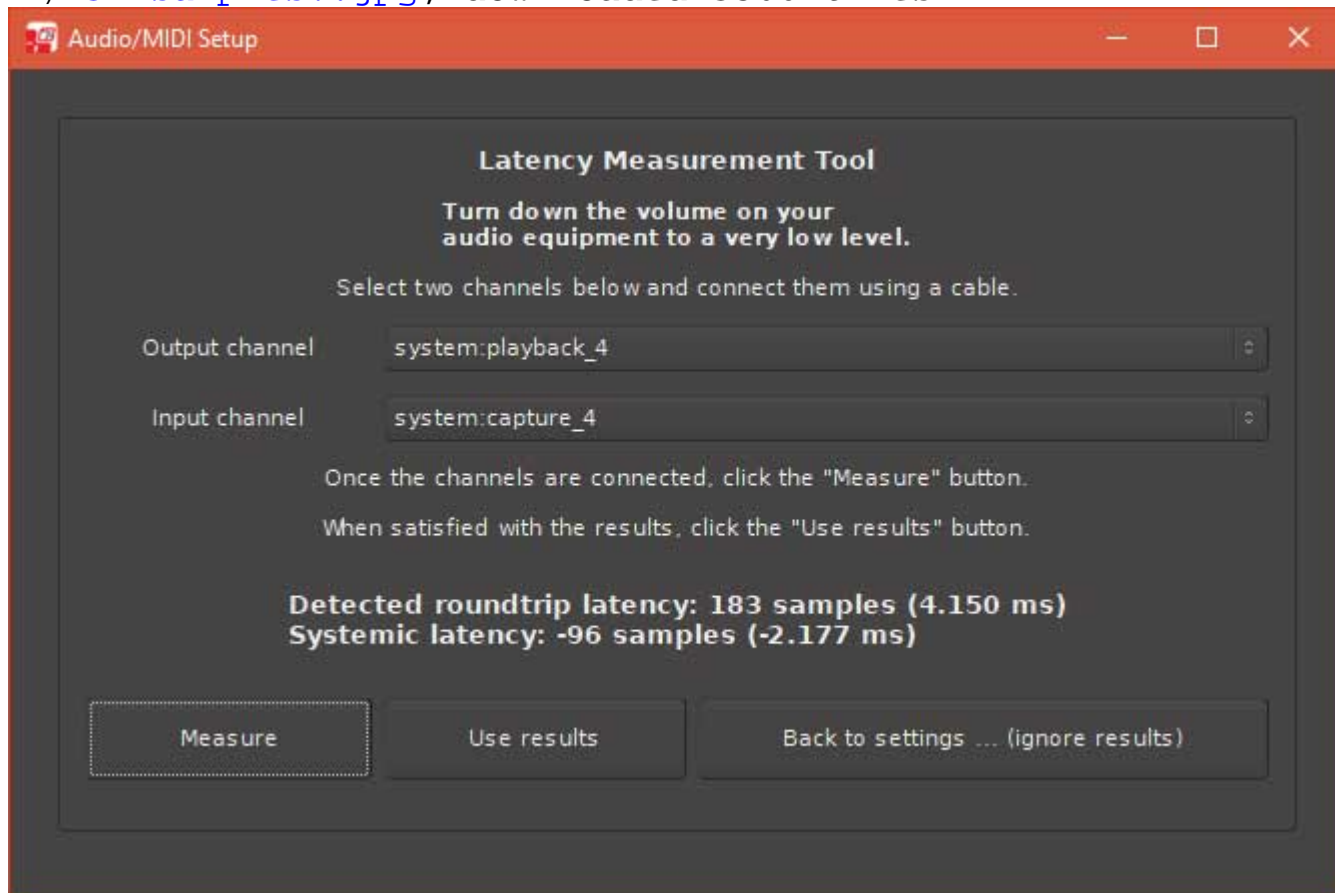 Audio/MIDI Setup
Latency Measurement Tool
Turn down the volume on your
audio equipment to a very low level.
Select two channels below and connect them using a cable.
Output channel system:playback_4
Input channel system:capture_4
Once the channels are connected, click the "Measure" button.
When satisfied with the results, click the "Use results" button.
Detected roundtrip latency: 183 samples (4.150 ms)
Systemic latency: -96 samples (-2.177 ms)
Measure Use results Back to settings ... (ignore results)